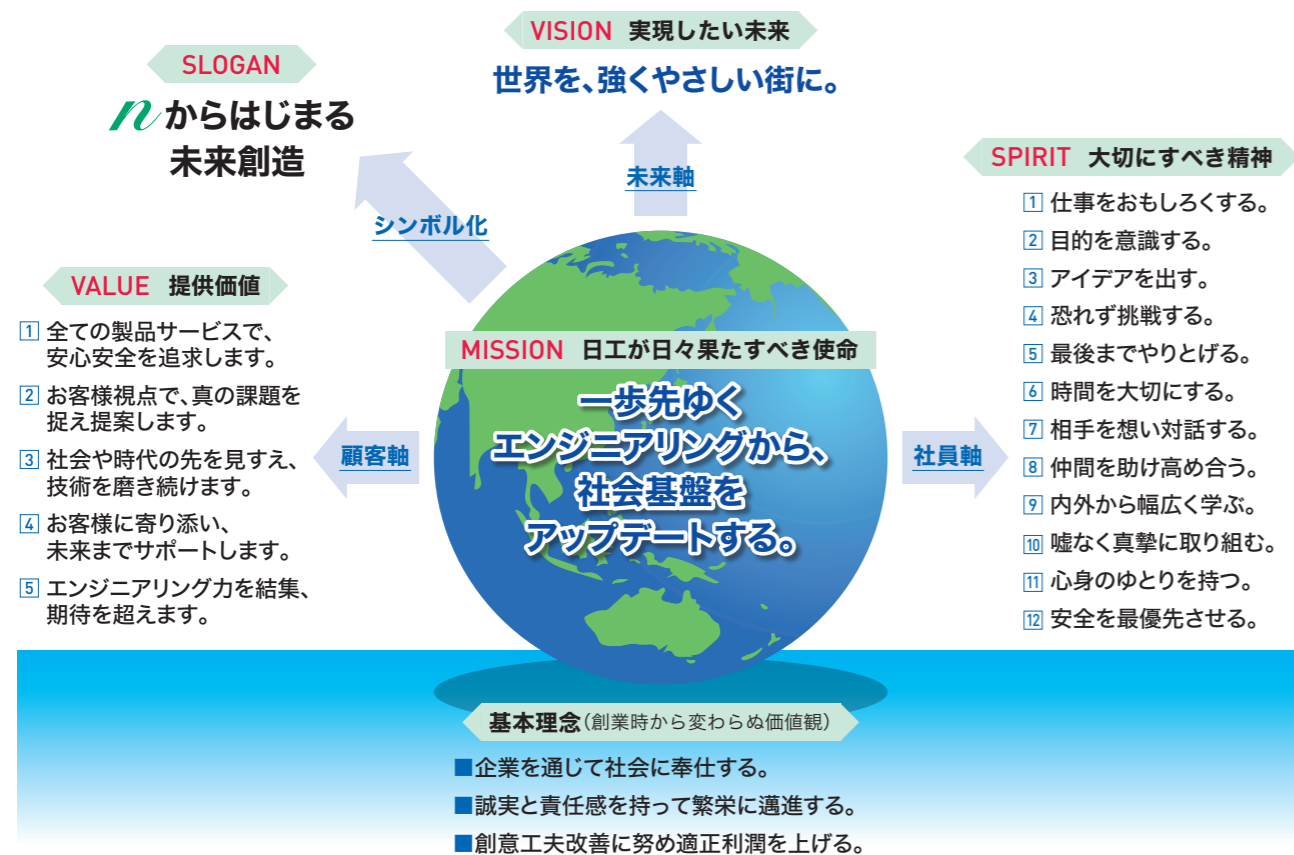 VISION 実現したい未来
世界を、強くやさしい街に。
SLOGAN
nからはじまる
未来創造
未来軸
シンボル化
VALUE 提供価値
1 全ての製品サービスで、
安心安全を追求します。
2 お客様視点で、真の課題を
捉え提案します。
3 社会や時代の先を見すえ、
技術を磨き続けます。
4 お客様に寄り添い、
未来までサポートします。
5 エンジニアリング力を結集、
期待を超えます。
顧客軸
MISSION 日工が日々果たすべき使命
一歩先ゆく
エンジニアリングから、
社会基盤を
アップデートする。
社員軸
SPIRIT 大切にすべき精神
1 仕事をおもしろくする。
2 目的を意識する。
3 アイデアを出す。
4 恐れず挑戦する。
5 最後までやりとげる。
6 時間を大切にする。
7 相手を想い対話する。
8 仲間を助け高め合う。
9 内外から幅広く学ぶ。
10 嘘なく真摯に取り組む。
11 心身のゆとりを持つ。
12 安全を最優先させる。
基本理念(創業時から変わらぬ価値観)
■企業を通じて社会に奉仕する。
■誠実と責任感を持って繁栄に邁進する。
■創意工夫改善に努め適正利潤を上げる。